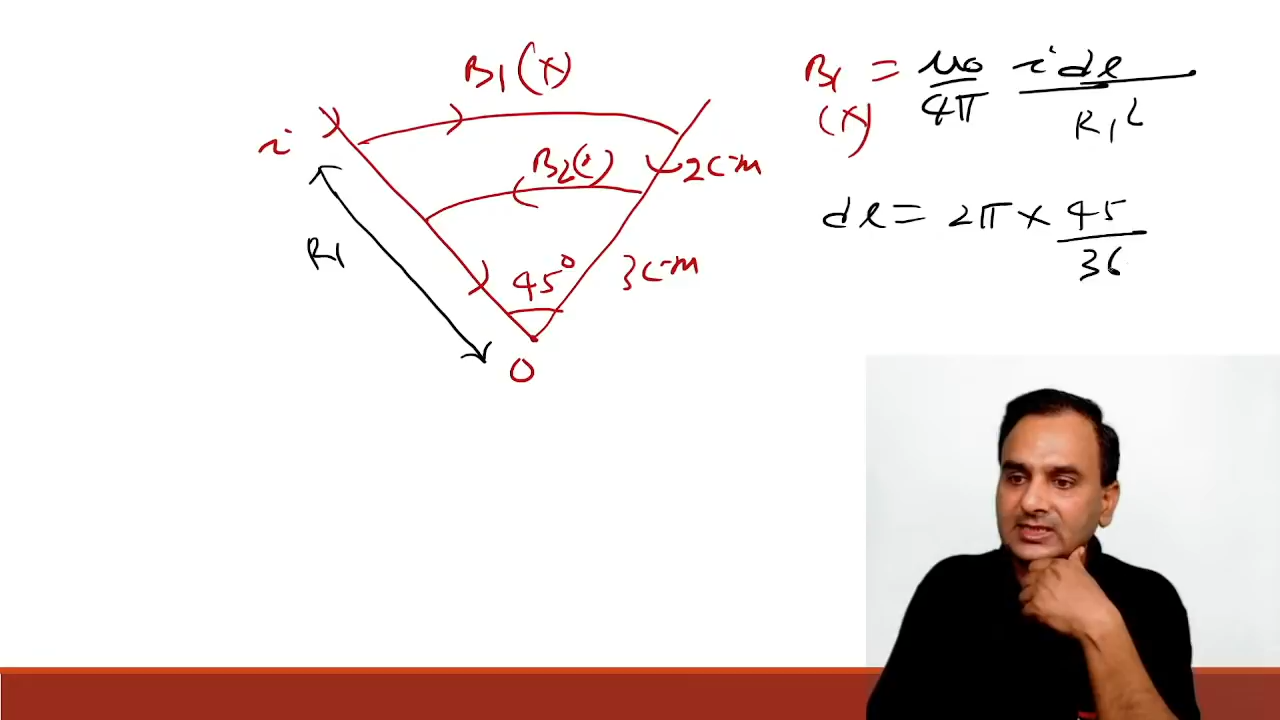 B₁(×)
i
B₂(·)
2cm
R₁
45°
3cm
O
B₁ = μ₀/4π idl/R₁²
(×)
dl = 2π × 45/36